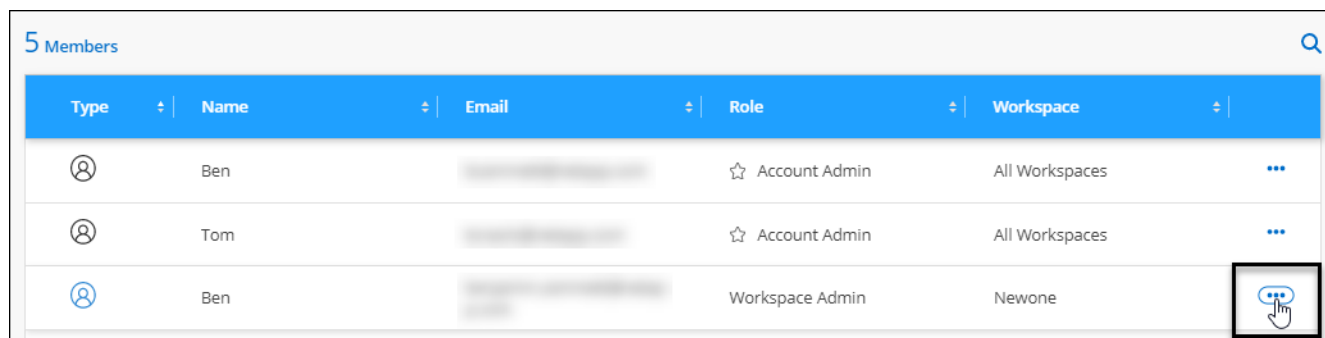 5 Members
Type Name Email Role Workspace
Ben Account Admin All Workspaces
Tom Account Admin All Workspaces
Ben Workspace Admin Newone